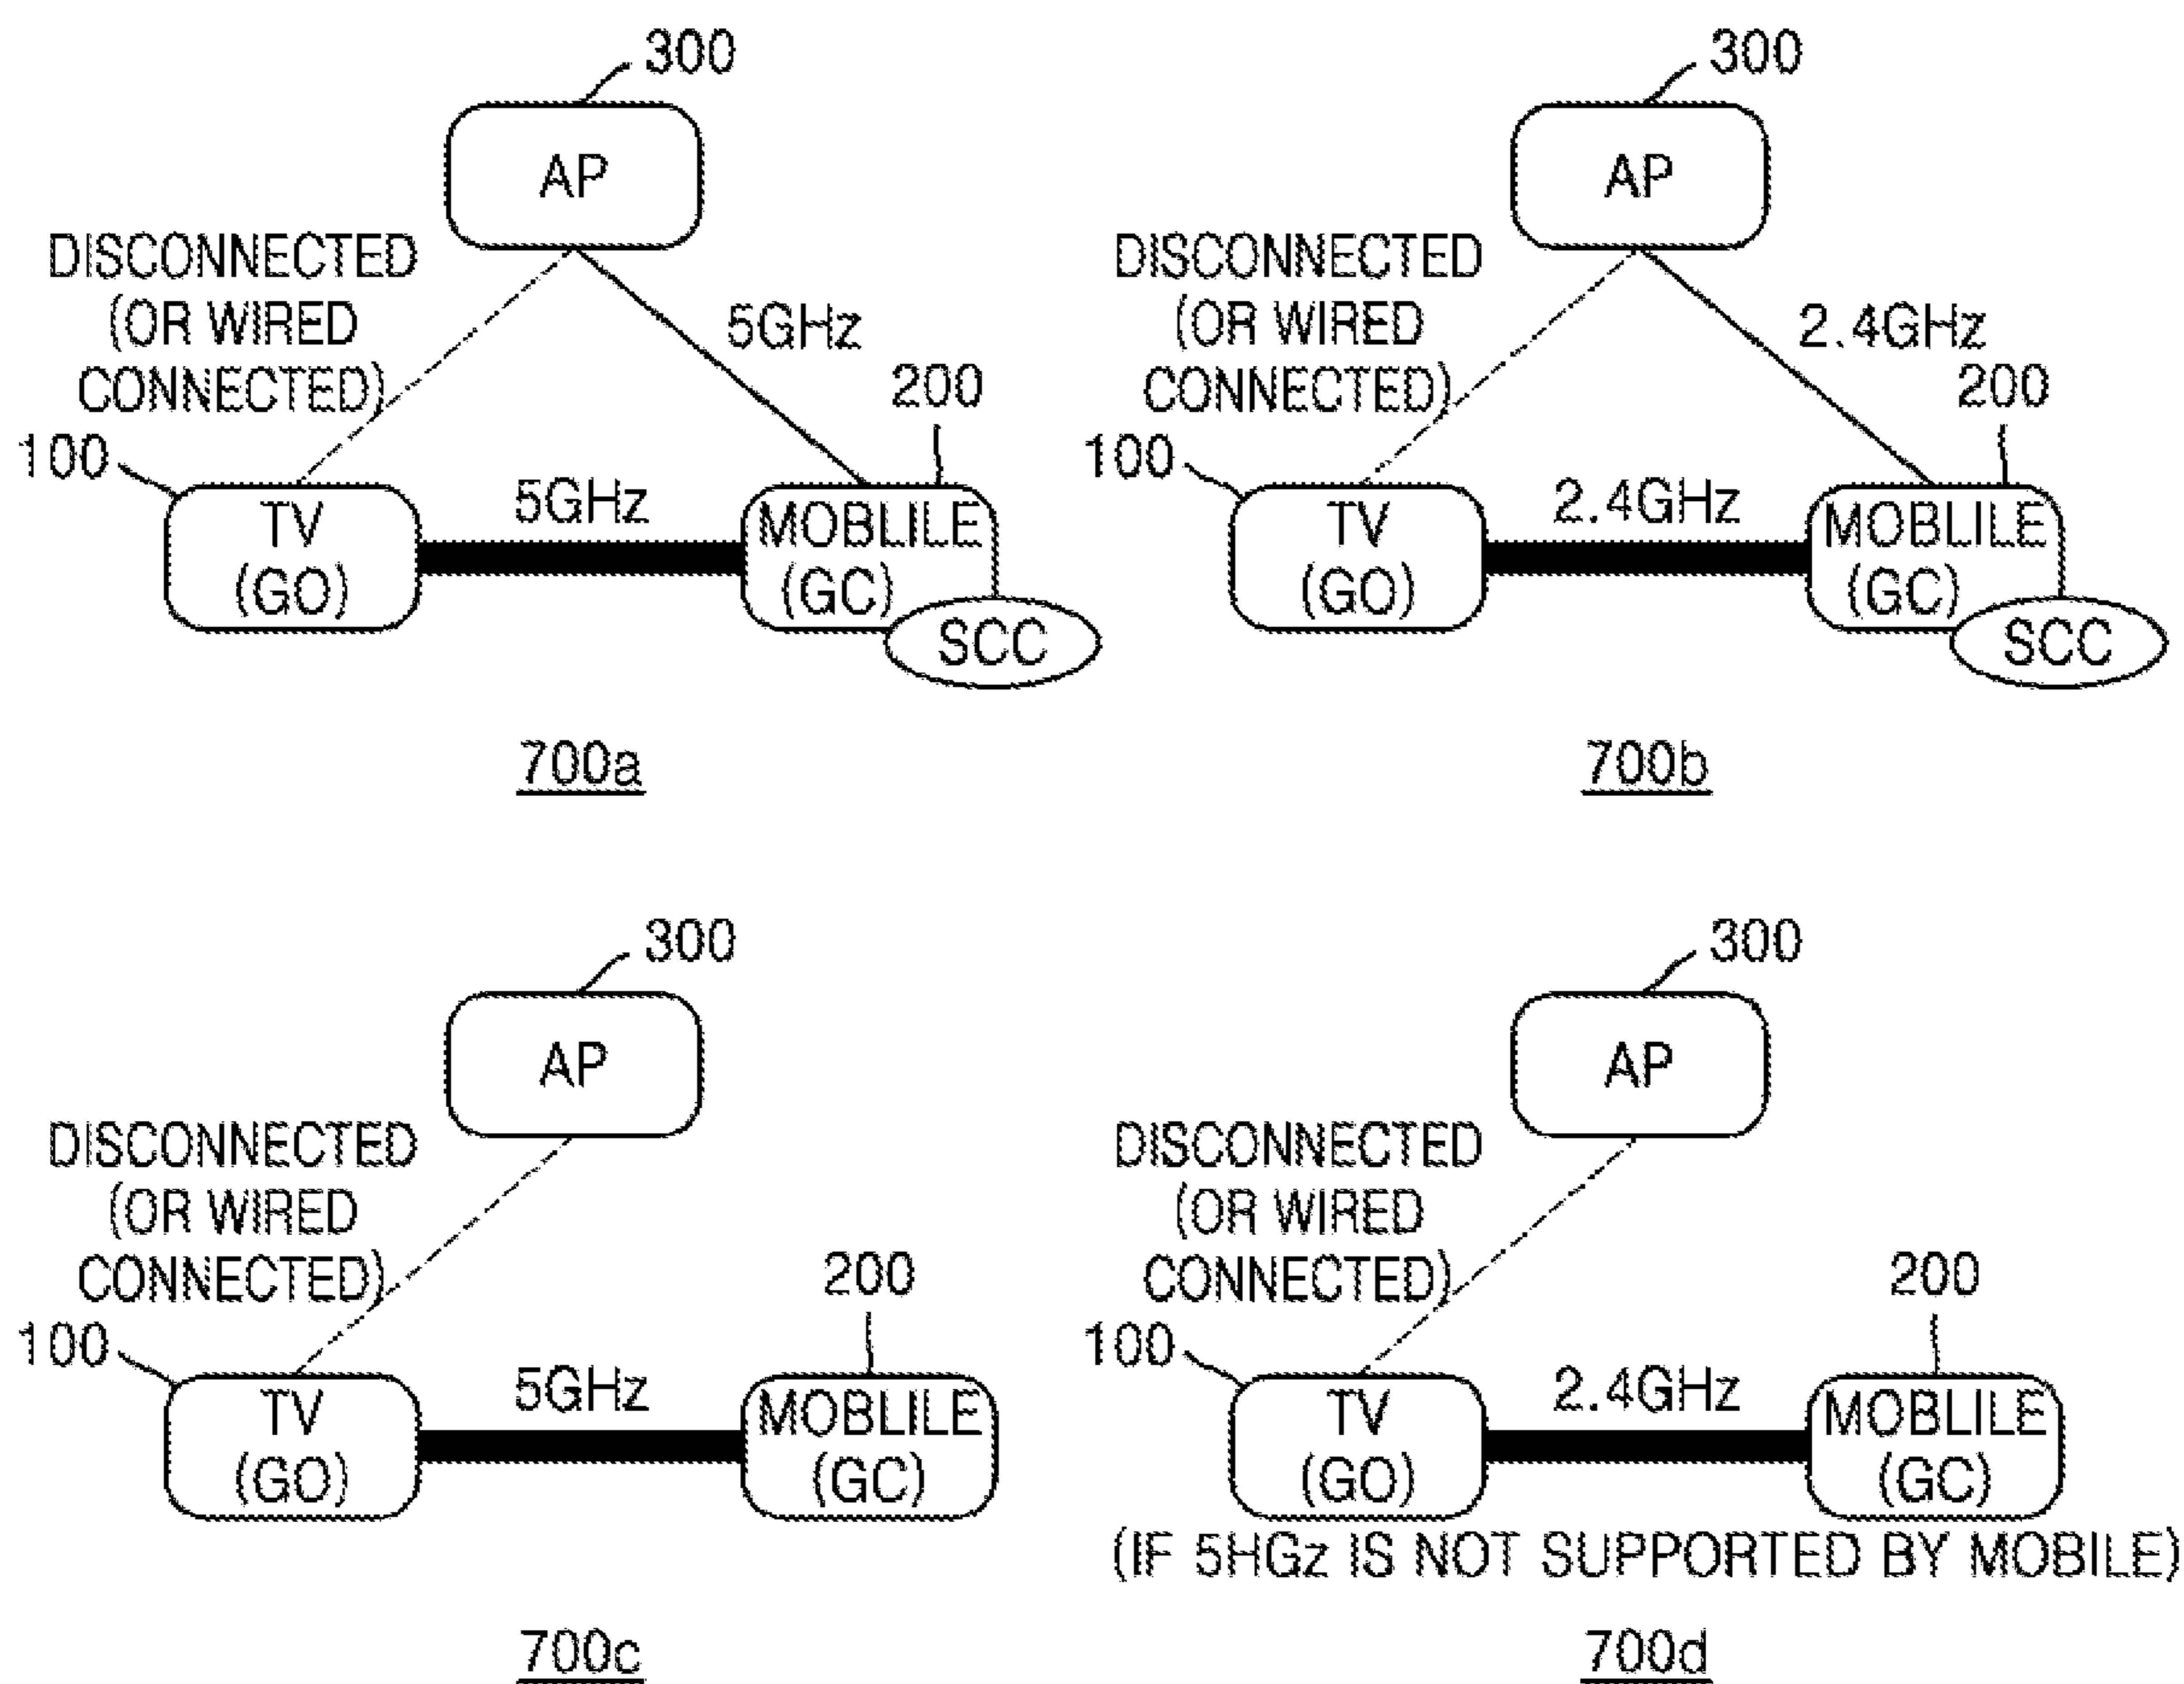 300
AP
DISCONNECTED
(OR WIRED
CONNECTED)
5GHz
200
100
TV
(GO)
5GHz
MOBLILE
(GC)
SCC
700a
300
AP
DISCONNECTED
(OR WIRED
CONNECTED)
2.4GHz
200
100
TV
(GO)
2.4GHz
MOBLILE
(GC)
SCC
700b
300
AP
DISCONNECTED
(OR WIRED
CONNECTED)
200
100
TV
(GO)
5GHz
MOBLILE
(GC)
700c
300
AP
DISCONNECTED
(OR WIRED
CONNECTED)
200
100
TV
(GO)
2.4GHz
MOBLILE
(GC)
(IF 5HGz IS NOT SUPPORTED BY MOBILE)
700d